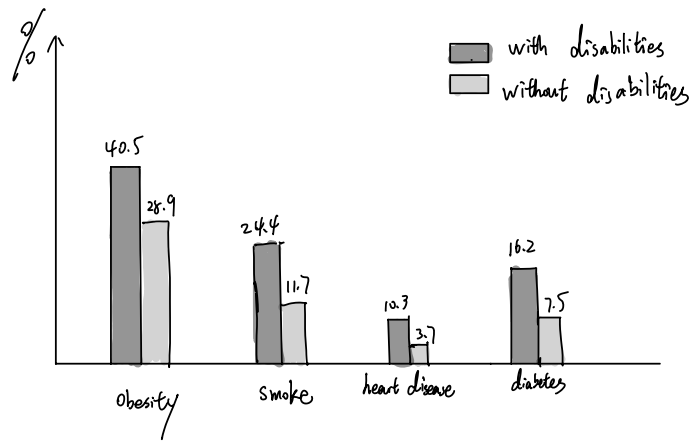 %
with disabilities
without disabilities
40.5
28.9
24.4
11.7
10.3
3.7
16.2
7.5
Obesity
Smoke
heart disease
diabetes